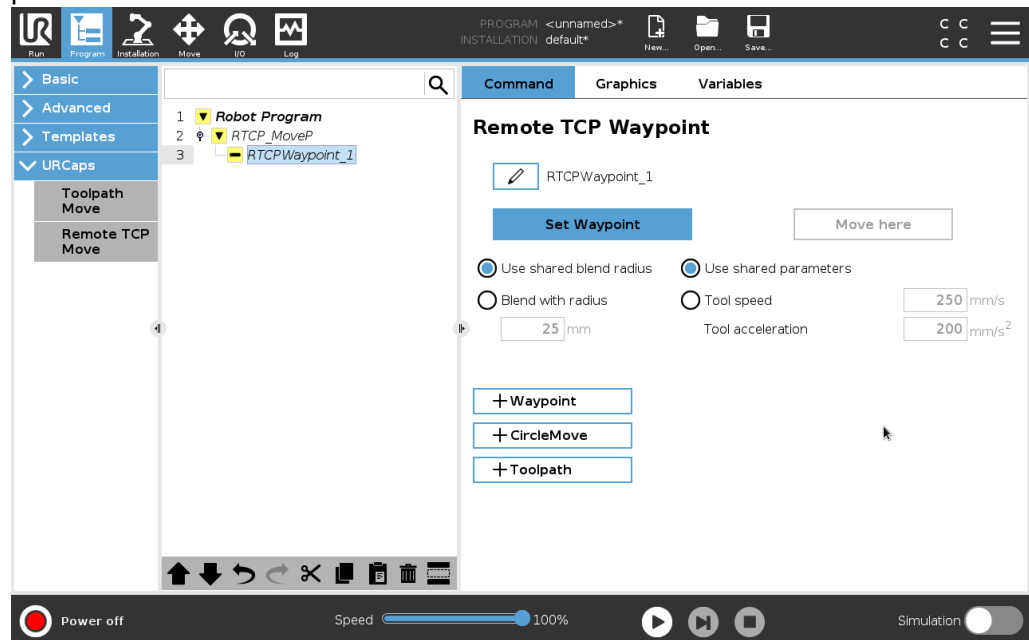 UR
PROGRAM <unnamed>*
INSTALLATION default*
Run Program Installation Move I/O Log
New... Open... Save...
C C
C C
Basic
Advanced
Templates
URCaps
Toolpath
Move
Remote TCP
Move
1 Robot Program
2 RTCP_MoveP
3 RTCPWaypoint_1
Command Graphics Variables
Remote TCP Waypoint
RTCPWaypoint_1
Set Waypoint Move here
Use shared blend radius Use shared parameters
Blend with radius Tool speed 250 mm/s
25 mm Tool acceleration 200 mm/s²
+Waypoint
+CircleMove
+Toolpath
Power off Speed 100% Simulation